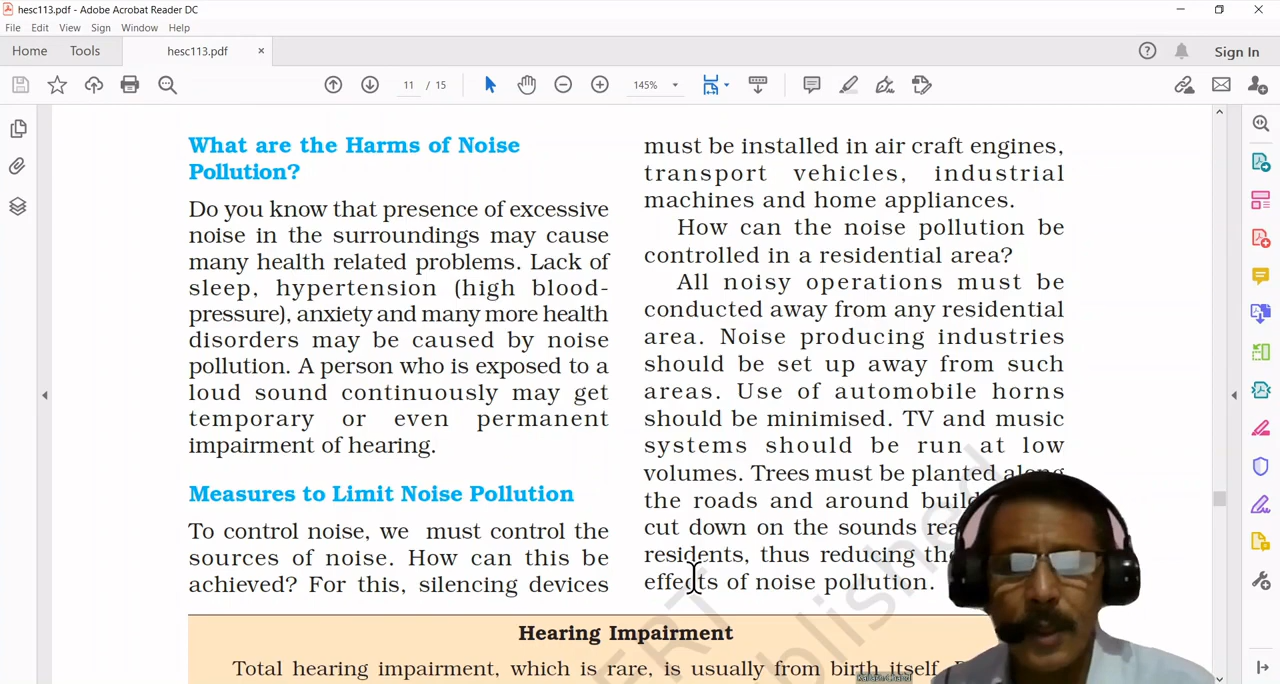 hesc113.pdf - Adobe Acrobat Reader DC
File Edit View Sign Window Help
Home Tools hesc113.pdf × Sign In
11 / 15 145%
What are the Harms of Noise
Pollution?
Do you know that presence of excessive
noise in the surroundings may cause
many health related problems. Lack of
sleep, hypertension (high blood-
pressure), anxiety and many more health
disorders may be caused by noise
pollution. A person who is exposed to a
loud sound continuously may get
temporary or even permanent
impairment of hearing.
Measures to Limit Noise Pollution
To control noise, we must control the
sources of noise. How can this be
achieved? For this, silencing devices
must be installed in air craft engines,
transport vehicles, industrial
machines and home appliances.
How can the noise pollution be
controlled in a residential area?
All noisy operations must be
conducted away from any residential
area. Noise producing industries
should be set up away from such
areas. Use of automobile horns
should be minimised. TV and music
systems should be run at low
volumes. Trees must be planted along
the roads and around
cut down on the sounds
residents, thus reducing
effects of noise pollution.
Hearing Impairment
Total hearing impairment, which is rare, is usually from birth itself.